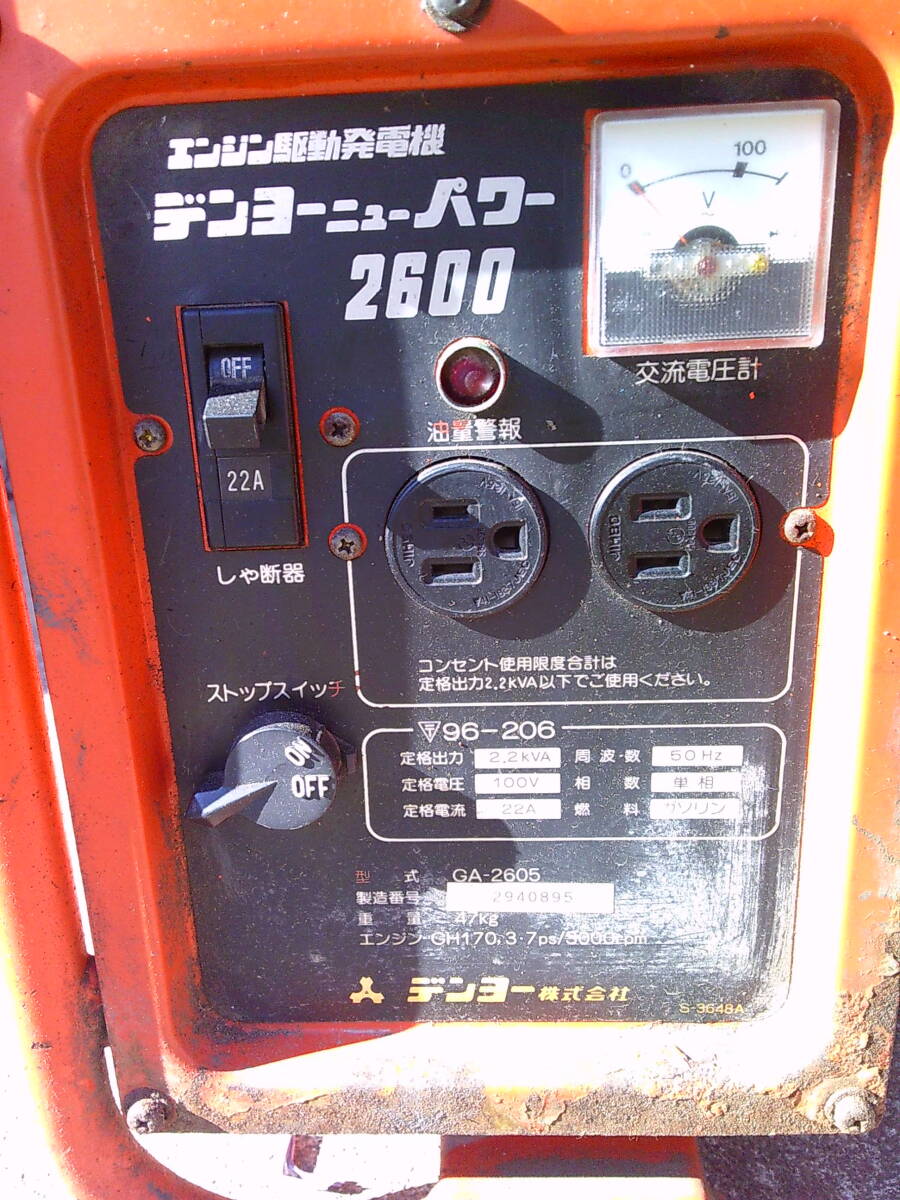 エンジン駆動発電機
デンヨーニューパワー
2600
0
100
V
~
交流電圧計
OFF
22A
しゃ断器
油量警報
コンセント使用限度合計は
定格出力2.2kVA以下でご使用ください。
ストップスイッチ
ON
OFF
96-206
定格出力 2.2kVA 周波数 50Hz
定格電圧 100V 相数 単相
定格電流 22A 燃料 ガソリン
型式 GA-2605
製造番号 2940895
重量 47kg
エンジン GH170, 3.7ps/3000rpm
デンヨー株式会社
S-3648A